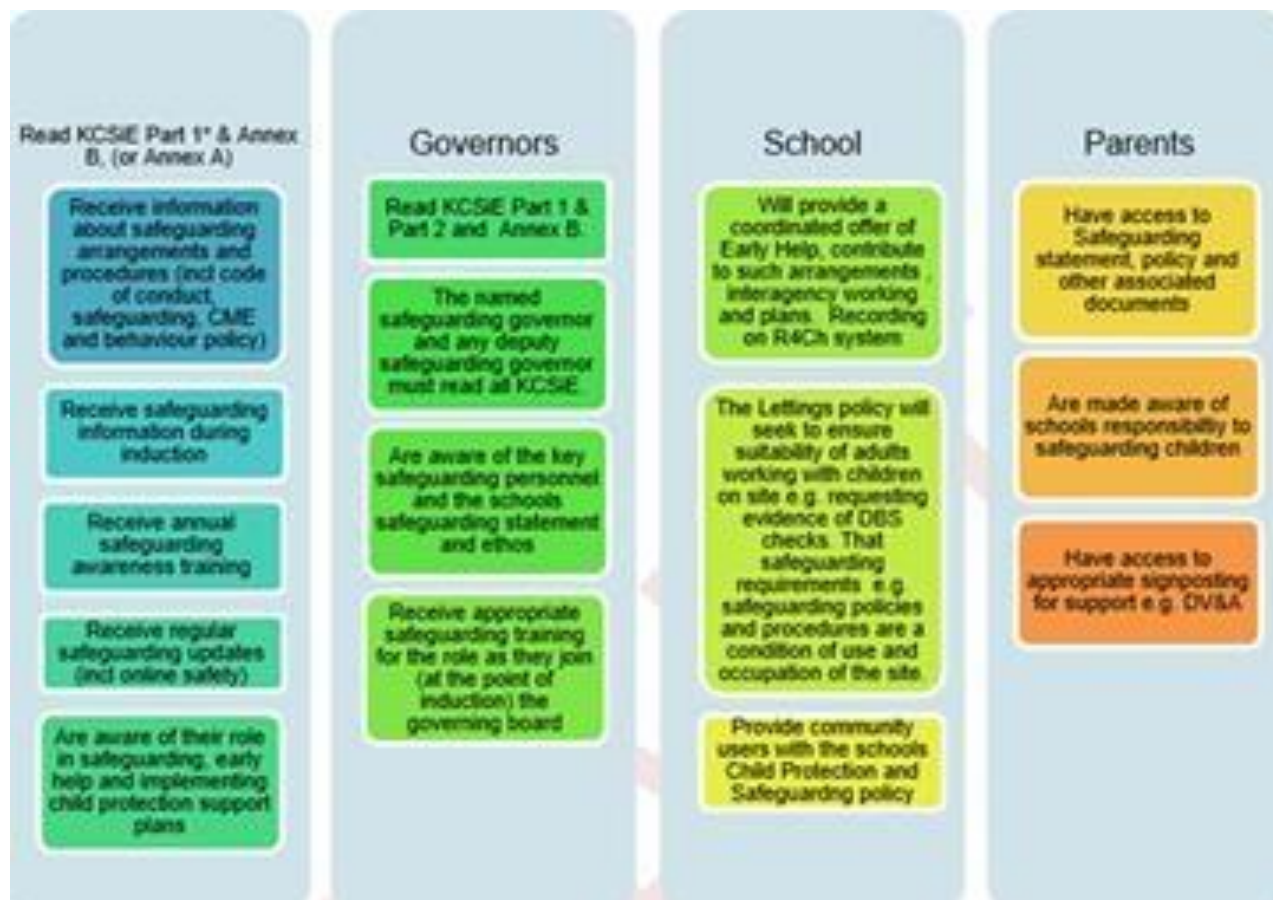 Read KCSiE Part 1* & Annex
B, (or Annex A)
Receive information
about safeguarding
arrangements and
procedures (incl code
of conduct,
safeguarding, CME
and behaviour policy)
Receive safeguarding
information during
induction
Receive annual
safeguarding
awareness training
Receive regular
safeguarding updates
(incl online safety)
Are aware of their role
in safeguarding, early
help and implementing
child protection support
plans
Governors
Read KCSiE Part 1 &
Part 2 and Annex B
The named
safeguarding governor
and any deputy
safeguarding governor
must read all KCSiE.
Are aware of the key
safeguarding personnel
and the schools
safeguarding statement
and ethos
Receive appropriate
safeguarding training
for the role as they join
(at the point of
induction) the
governing board
School
Will provide a
coordinated offer of
Early Help, contribute
to such arrangements ,
interagency working
and plans. Recording
on R4Ch system
The Lettings policy will
seek to ensure
suitability of adults
working with children
on site e.g. requesting
evidence of DBS
checks. That
safeguarding
requirements e.g
safeguarding policies
and procedures are a
condition of use and
occupation of the site.
Provide community
users with the schools
Child Protection and
Safeguardng policy
Parents
Have access to
Safeguarding
statement, policy and
other associated
documents
Are made aware of
schools responsibiltiy to
safeguarding children
Have access to
appropriate signposting
for support e.g. DV&A